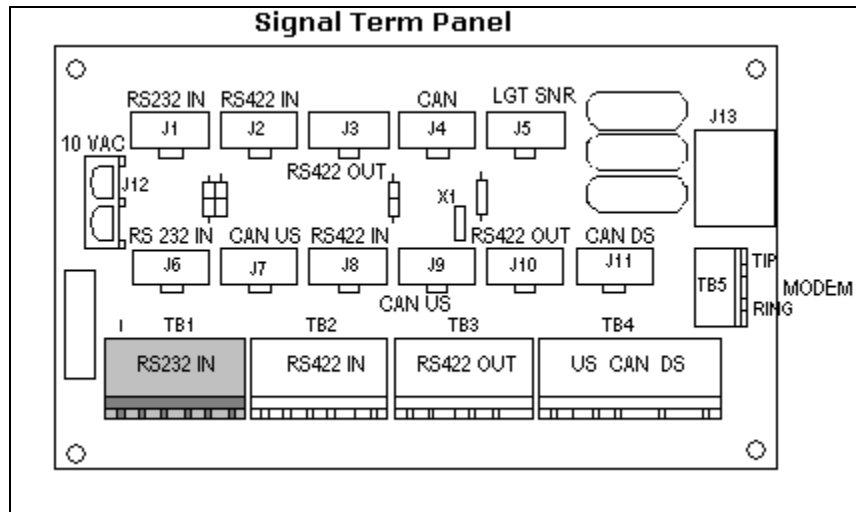 Signal Term Panel
RS232 IN RS422 IN CAN LGT SNR
J1 J2 J3 J4 J5 J13
10 VAC
J12
RS422 OUT
X1
RS 232 IN CAN US RS422 IN RS422 OUT CAN DS
J6 J7 J8 J9 J10 J11
TIP
TB5 MODEM
RING
CAN US
I TB1 TB2 TB3 TB4
RS232 IN RS422 IN RS422 OUT US CAN DS